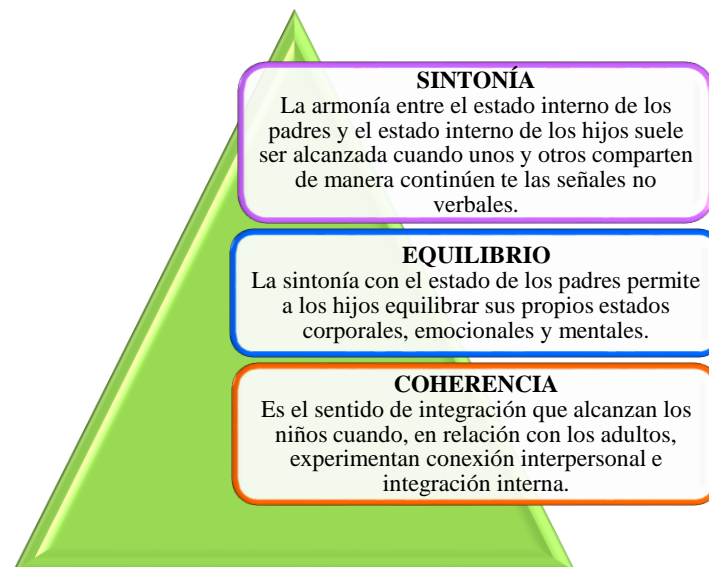 SINTONÍA
La armonía entre el estado interno de los
padres y el estado interno de los hijos suele
ser alcanzada cuando unos y otros comparten
de manera continúen te las señales no
verbales.
EQUILIBRIO
La sintonía con el estado de los padres permite
a los hijos equilibrar sus propios estados
corporales, emocionales y mentales.
COHERENCIA
Es el sentido de integración que alcanzan los
niños cuando, en relación con los adultos,
experimentan conexión interpersonal e
integración interna.